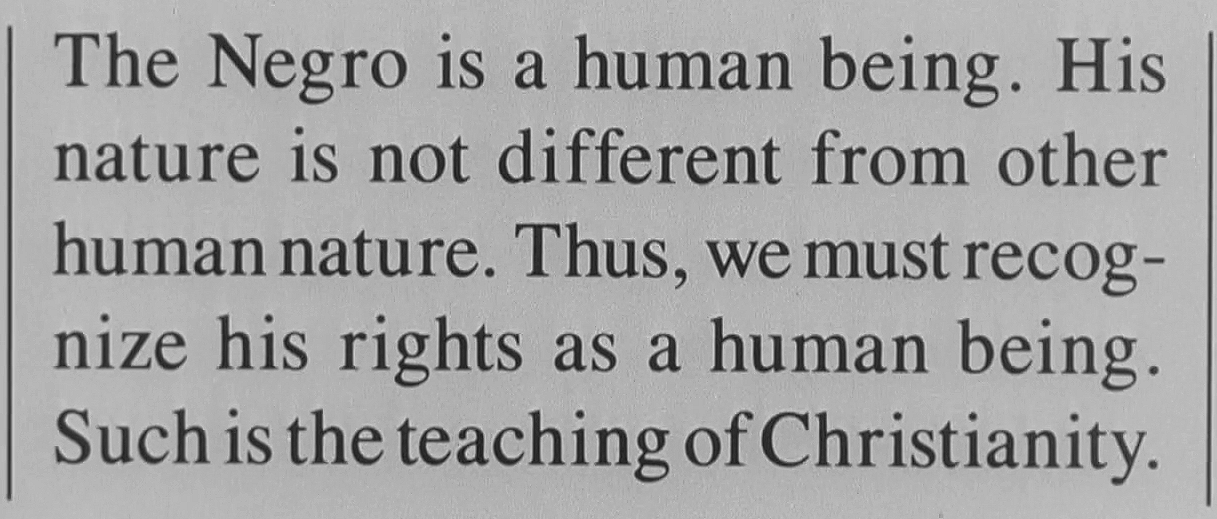 The Negro is a human being. His
nature is not different from other
human nature. Thus, we must recog-
nize his rights as a human being.
Such is the teaching of Christianity.